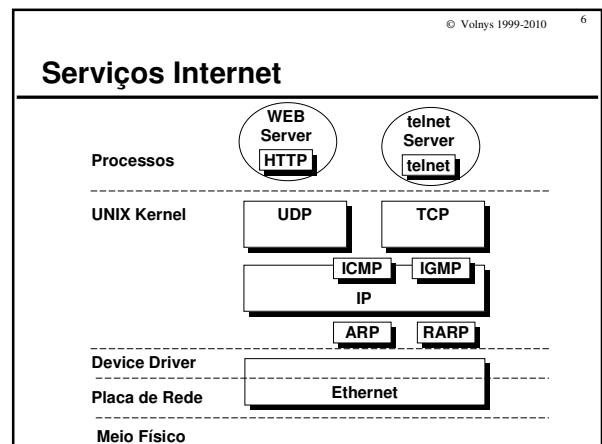 © Volnys 1999-2010 6
Serviços Internet
WEB
Server
HTTP
telnet
Server
telnet
Processos
UNIX Kernel
UDP
TCP
ICMP
IGMP
IP
ARP
RARP
Device Driver
Ethernet
Placa de Rede
Meio Físico